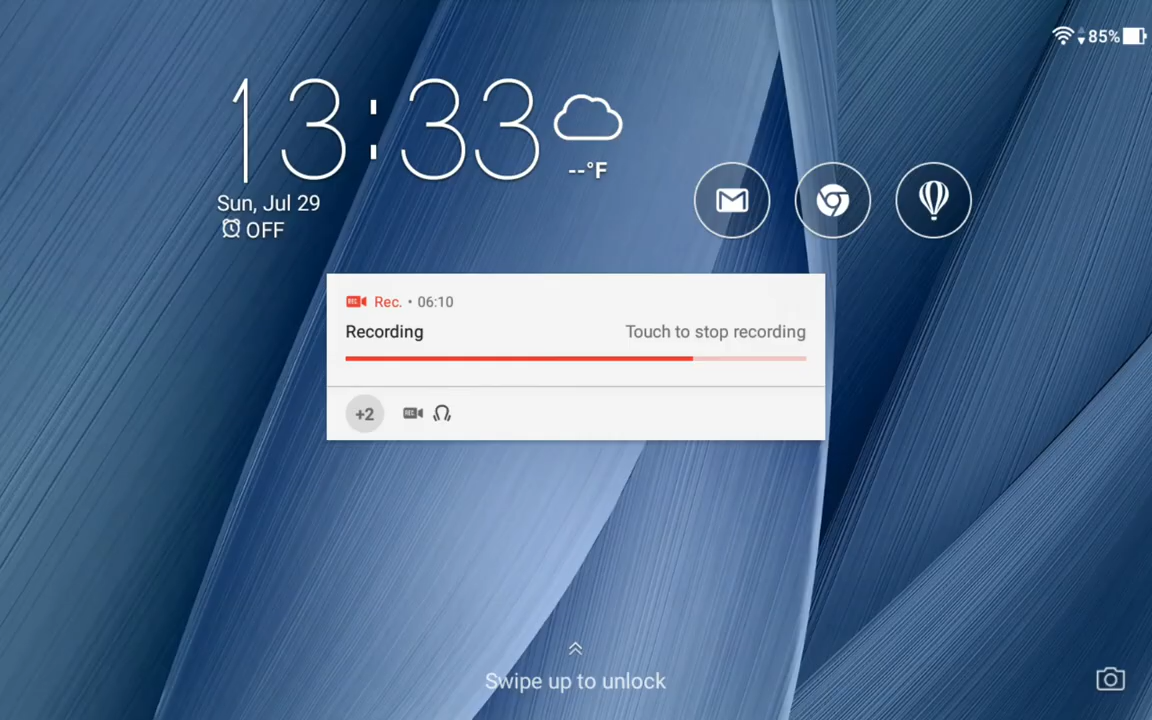 85%
13:33
--°F
Sun, Jul 29
OFF
REC Rec. • 06:10
Recording
Touch to stop recording
+2 REC
Swipe up to unlock